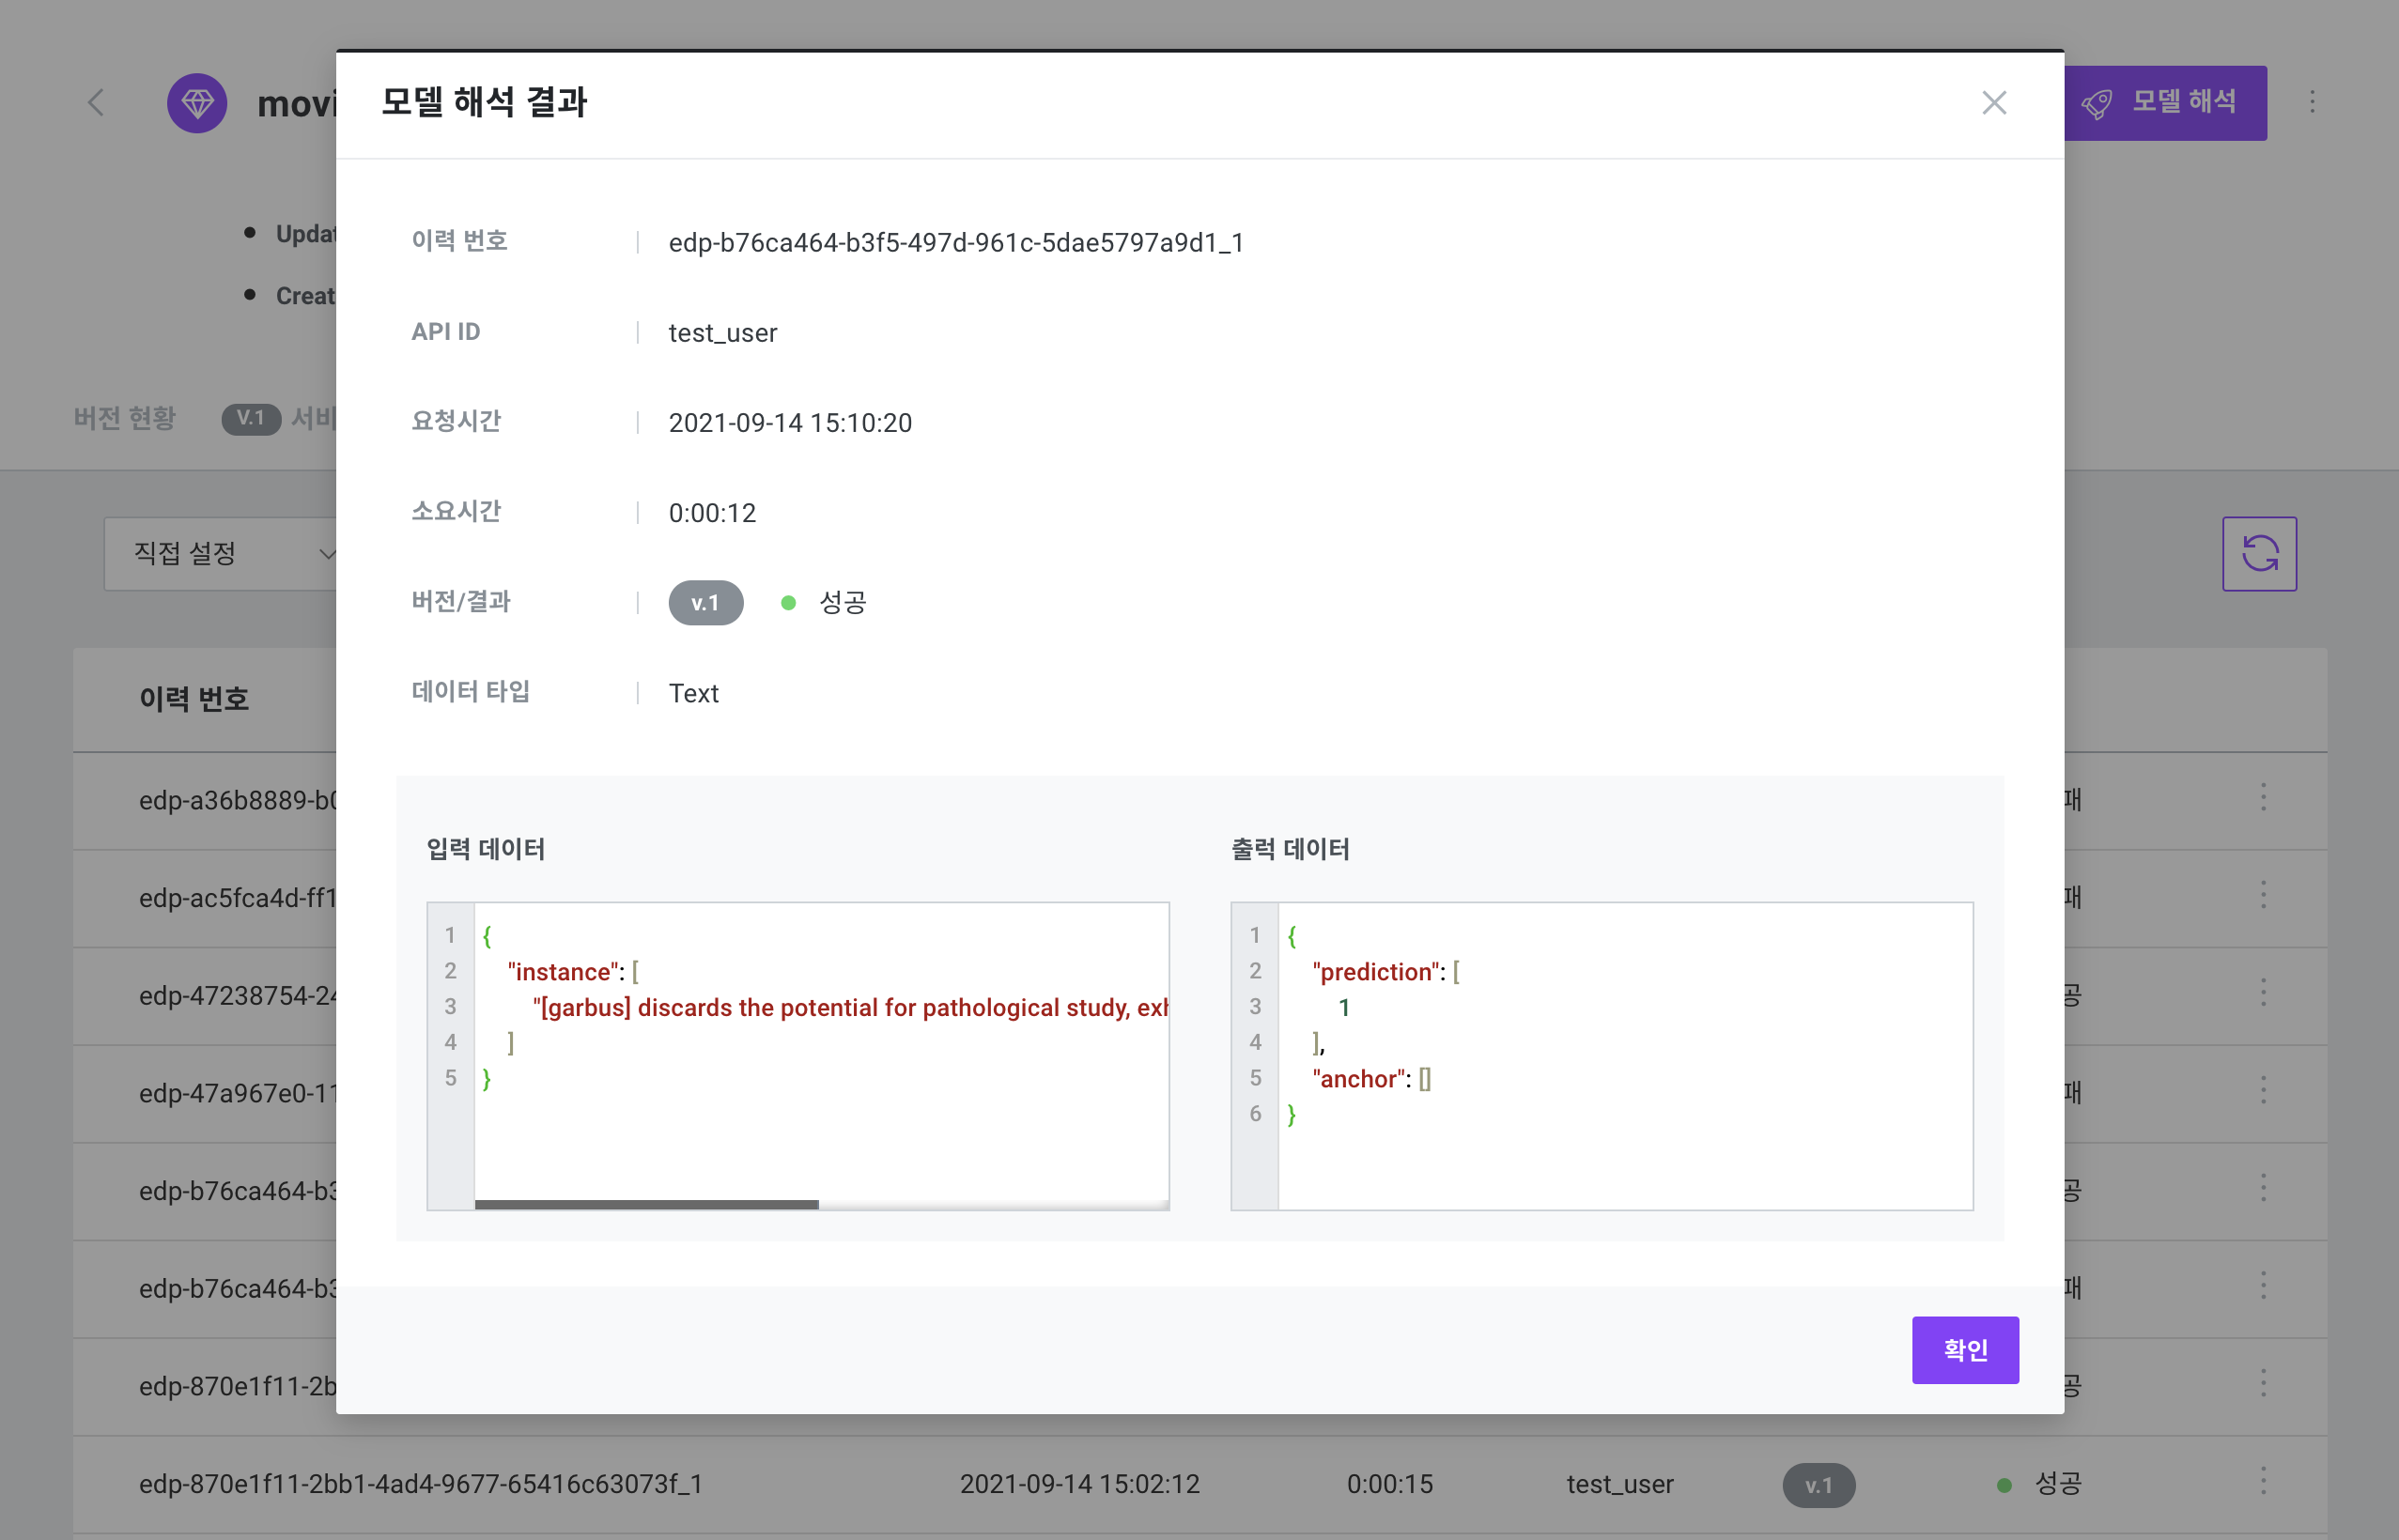 movi
모델 해석
모델 해석 결과
Updat
Creat
버전 현황
V.1
서비
직접 설정
이력 번호
edp-a36b8889-b0
edp-ac5fca4d-ff1
edp-47238754-24
edp-47a967e0-11
edp-b76ca464-b3
edp-b76ca464-b3
edp-870e1f11-2b
edp-870e1f11-2bb1-4ad4-9677-65416c63073f_1 2021-09-14 15:02:12 0:00:15 test_user v.1 성공
이력 번호 edp-b76ca464-b3f5-497d-961c-5dae5797a9d1_1
API ID test_user
요청시간 2021-09-14 15:10:20
소요시간 0:00:12
버전/결과 v.1 성공
데이터 타입 Text
입력 데이터
1 {
2 "instance": [
3 "[garbus] discards the potential for pathological study, exh
4 ]
5 }
출력 데이터
1 {
2 "prediction": [
3 1
4 ],
5 "anchor": []
6 }
확인
패
패
공
패
공
패
공